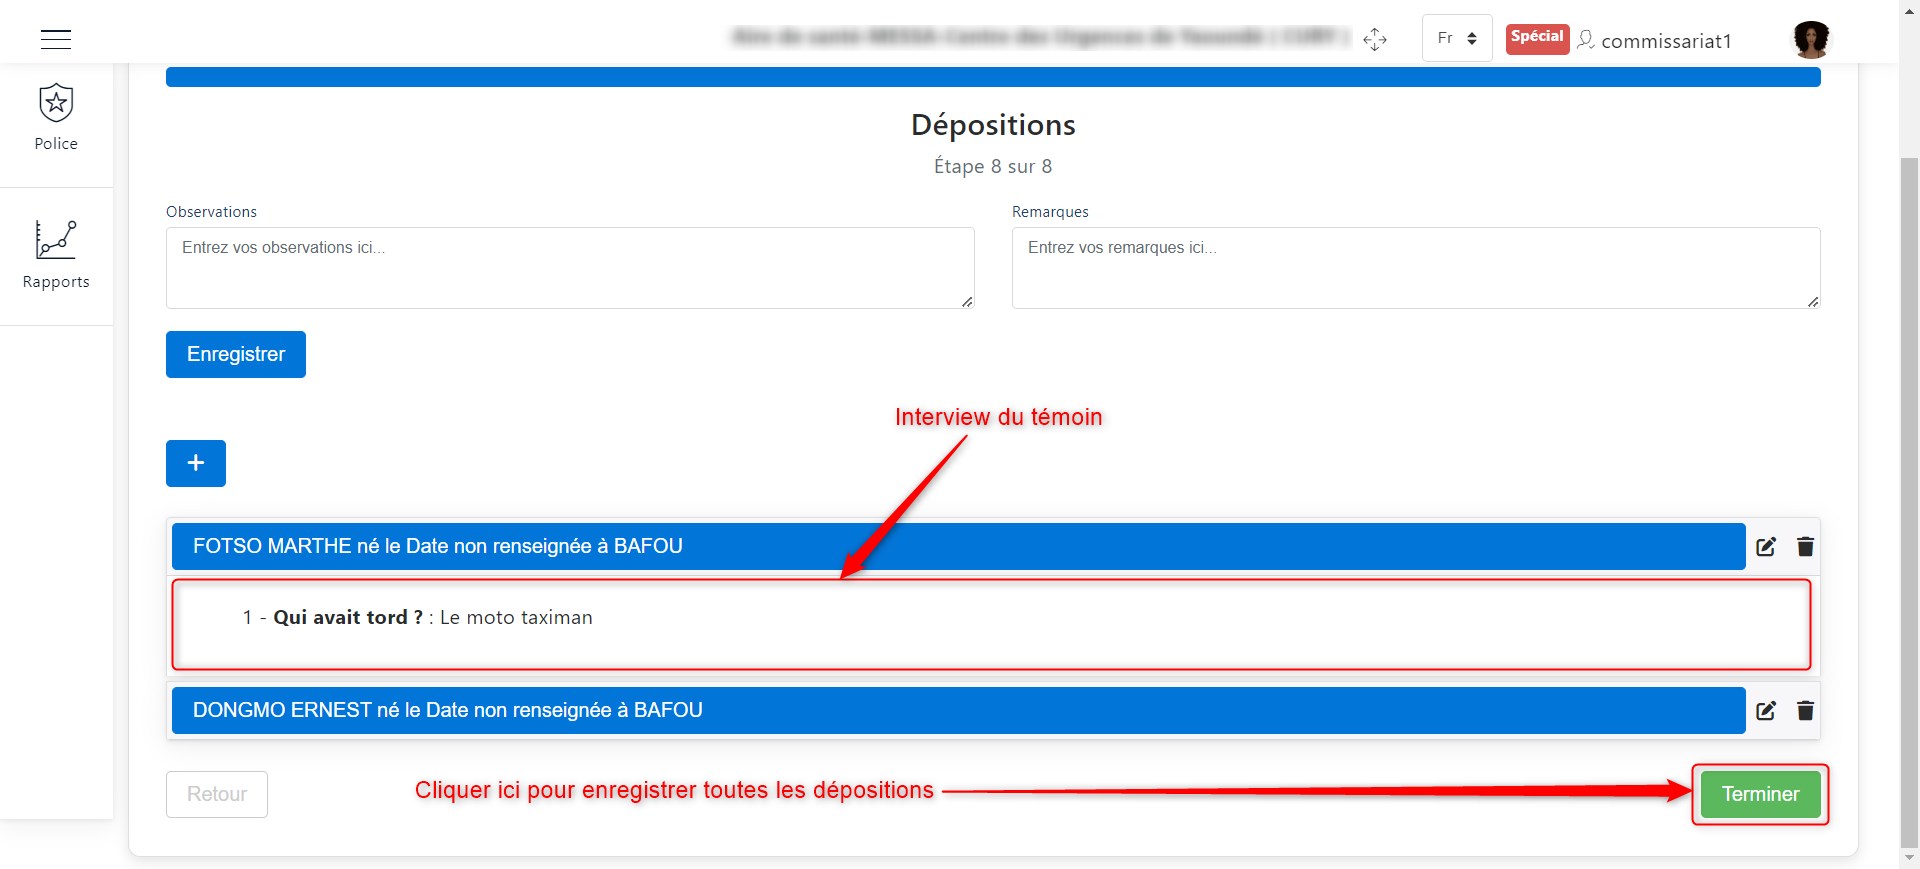 Fr
Spécial
commissariat1
Police
Rapports
Dépositions
Étape 8 sur 8
Observations
Remarques
Entrez vos observations ici...
Entrez vos remarques ici...
Enregistrer
Interview du témoin
+
FOTSO MARTHE né le Date non renseignée à BAFOU
1 - Qui avait tord ? : Le moto taximan
DONGMO ERNEST né le Date non renseignée à BAFOU
Retour
Cliquer ici pour enregistrer toutes les dépositions
Terminer